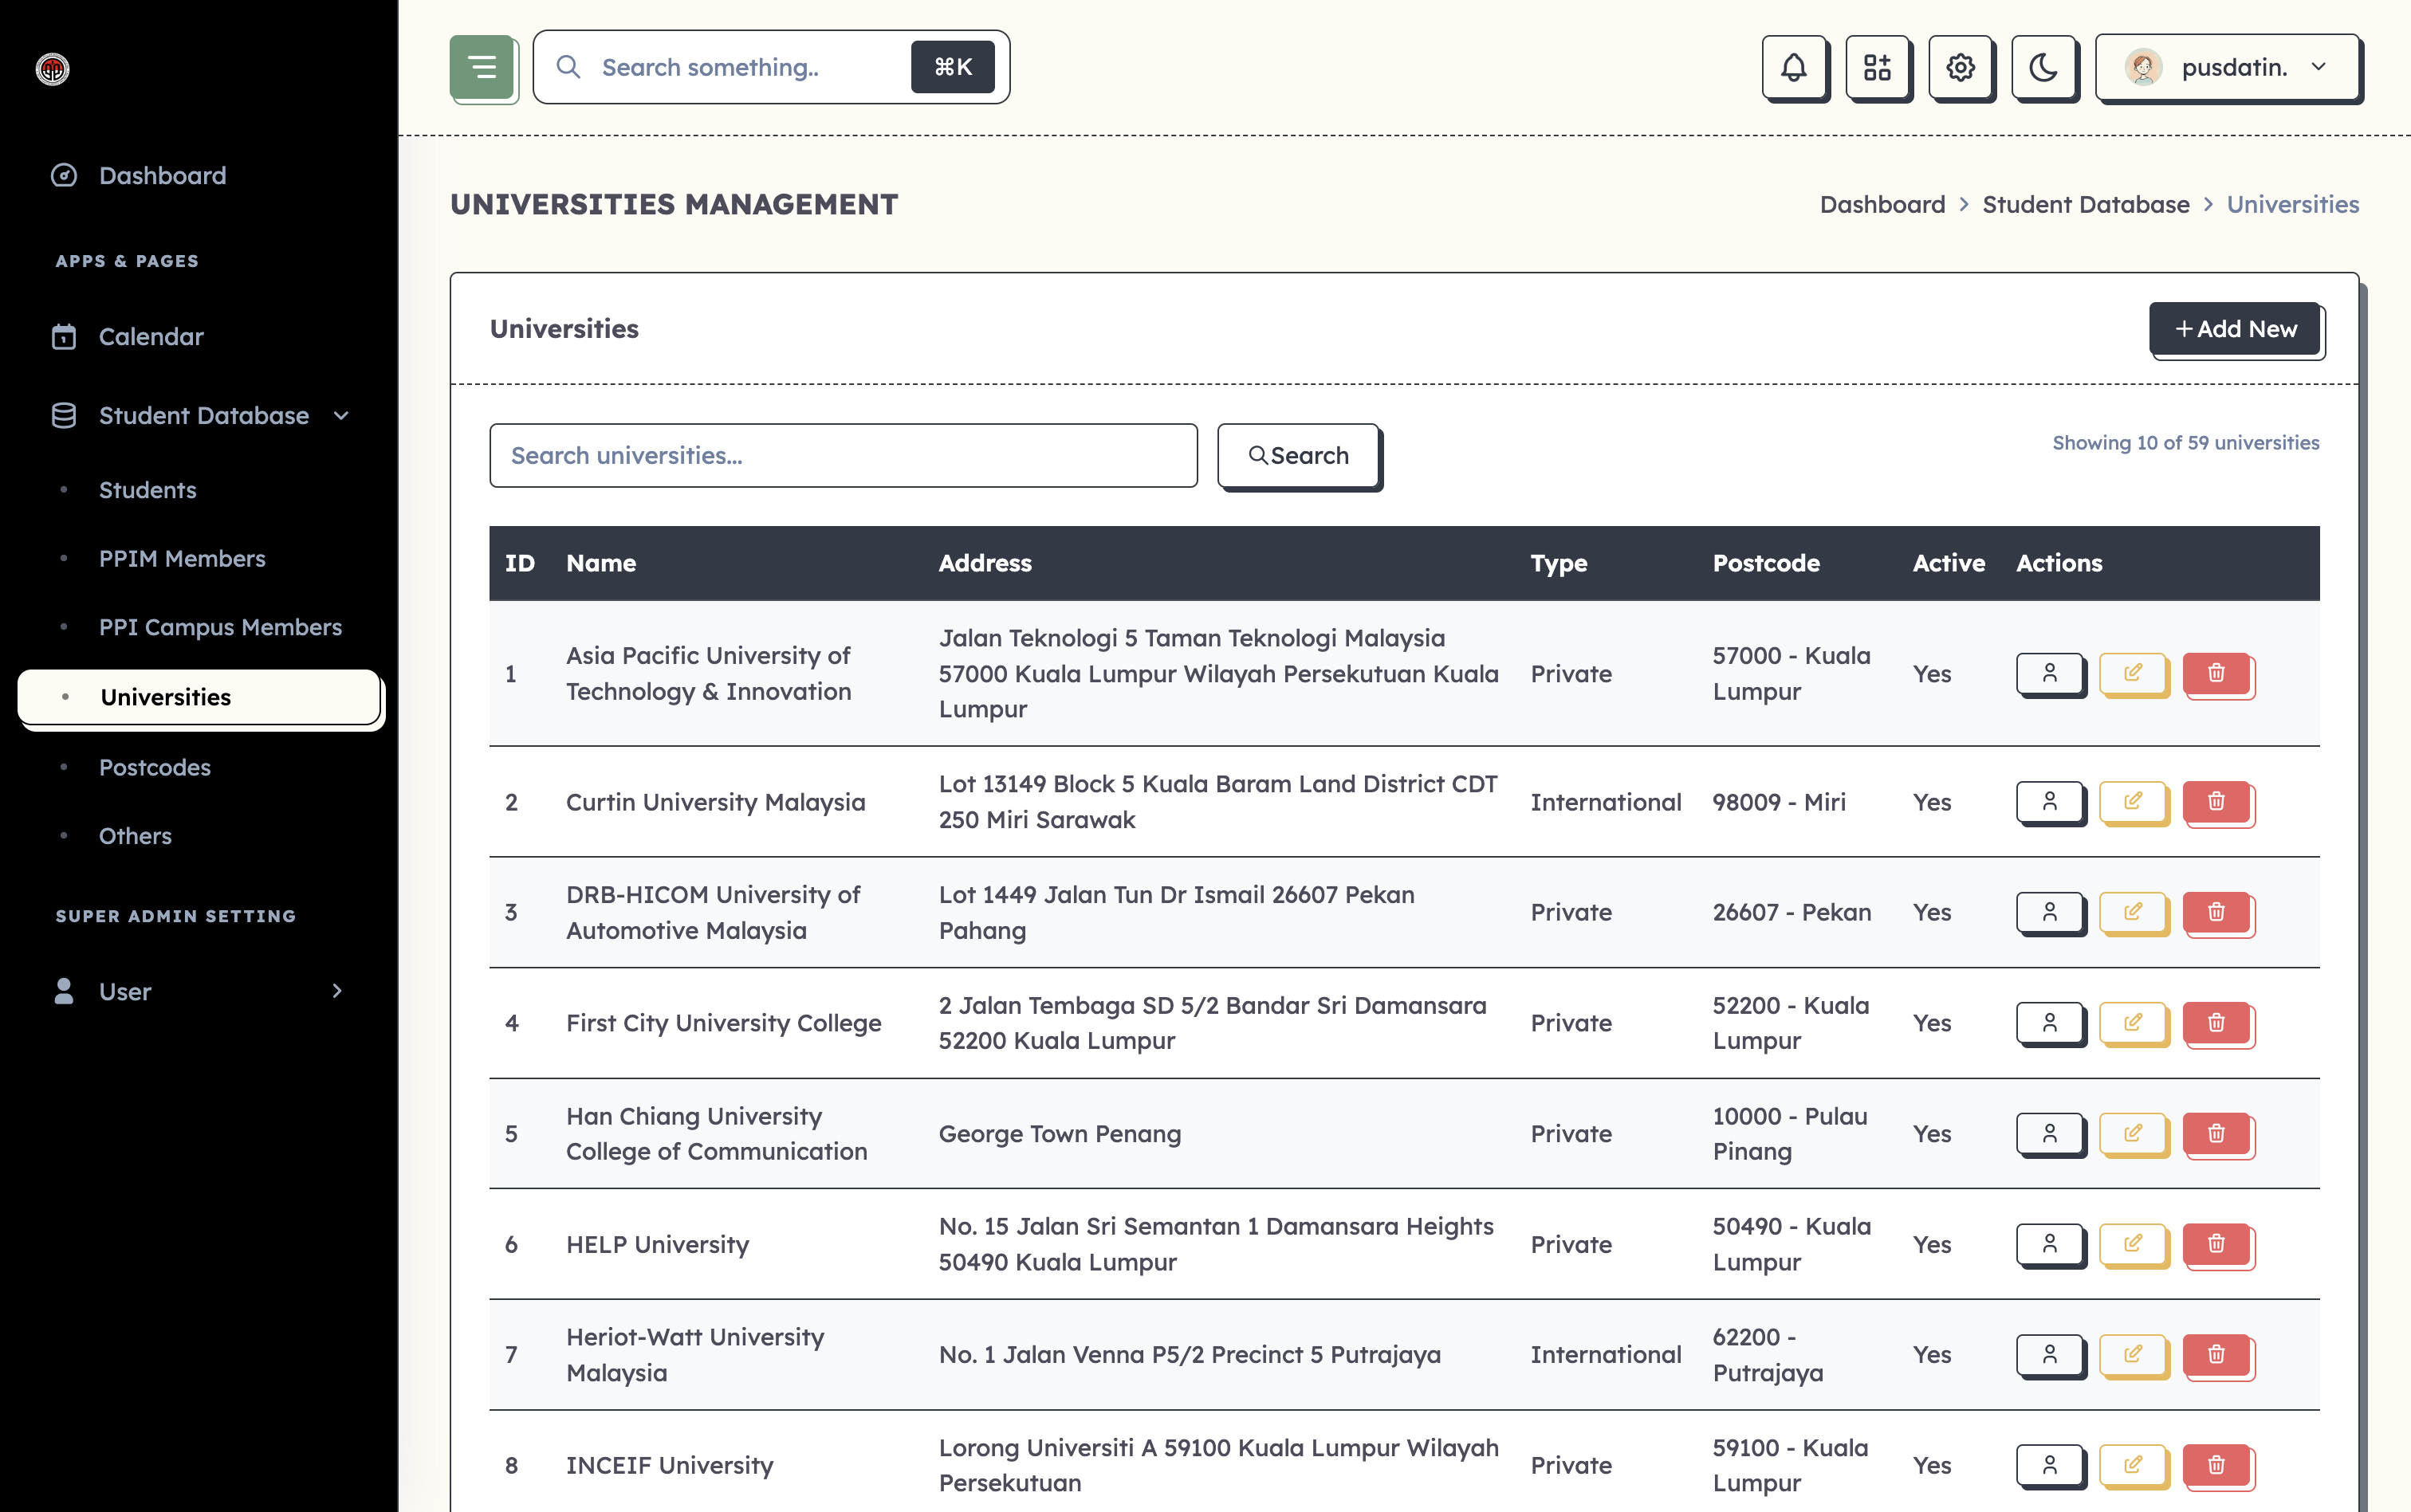 Search something..
⌘K
pusdatin.
Dashboard
APPS & PAGES
Calendar
Student Database
Students
PPIM Members
PPI Campus Members
Universities
Postcodes
Others
SUPER ADMIN SETTING
User
UNIVERSITIES MANAGEMENT
Dashboard > Student Database > Universities
Universities
+Add New
Search universities...
Search
Showing 10 of 59 universities
ID Name Address Type Postcode Active Actions
1
Asia Pacific University of
Technology & Innovation
Jalan Teknologi 5 Taman Teknologi Malaysia
57000 Kuala Lumpur Wilayah Persekutuan Kuala
Lumpur
Private
57000 - Kuala
Lumpur
Yes
2
Curtin University Malaysia
Lot 13149 Block 5 Kuala Baram Land District CDT
250 Miri Sarawak
International
98009 - Miri
Yes
3
DRB-HICOM University of
Automotive Malaysia
Lot 1449 Jalan Tun Dr Ismail 26607 Pekan
Pahang
Private
26607 - Pekan
Yes
4
First City University College
2 Jalan Tembaga SD 5/2 Bandar Sri Damansara
52200 Kuala Lumpur
Private
52200 - Kuala
Lumpur
Yes
5
Han Chiang University
College of Communication
George Town Penang
Private
10000 - Pulau
Pinang
Yes
6
HELP University
No. 15 Jalan Sri Semantan 1 Damansara Heights
50490 Kuala Lumpur
Private
50490 - Kuala
Lumpur
Yes
7
Heriot-Watt University
Malaysia
No. 1 Jalan Venna P5/2 Precinct 5 Putrajaya
International
62200 -
Putrajaya
Yes
8
INCEIF University
Lorong Universiti A 59100 Kuala Lumpur Wilayah
Persekutuan
Private
59100 - Kuala
Lumpur
Yes